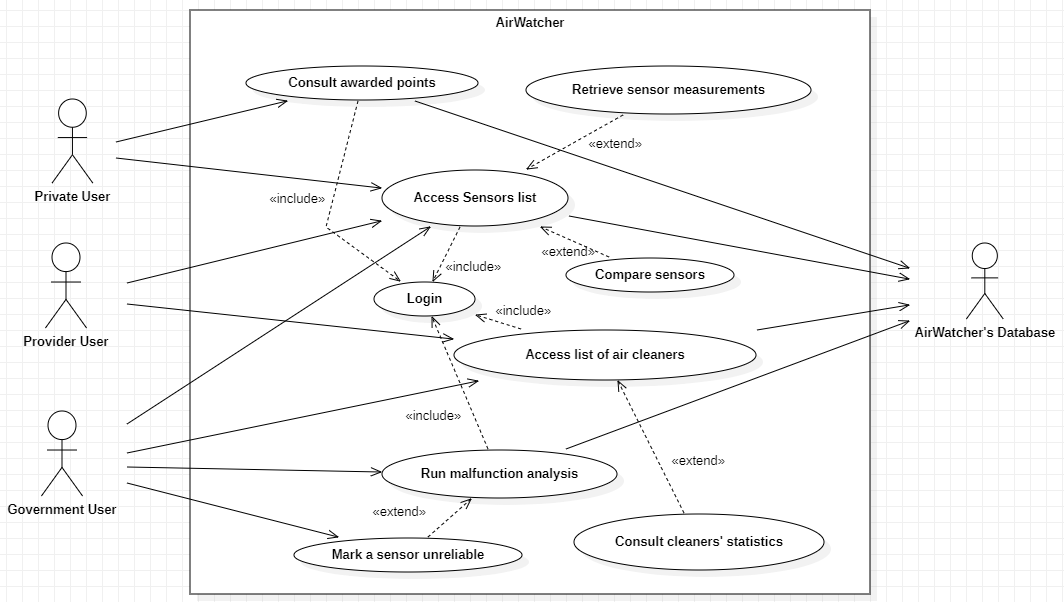 AirWatcher
Consult awarded points
Retrieve sensor measurements
«extend»
Private User
«include»
Access Sensors list
«extend»
Compare sensors
«include»
Login
«include»
Provider User
AirWatcher's Database
Access list of air cleaners
«include»
«extend»
Run malfunction analysis
Government User
«extend»
Mark a sensor unreliable
Consult cleaners' statistics